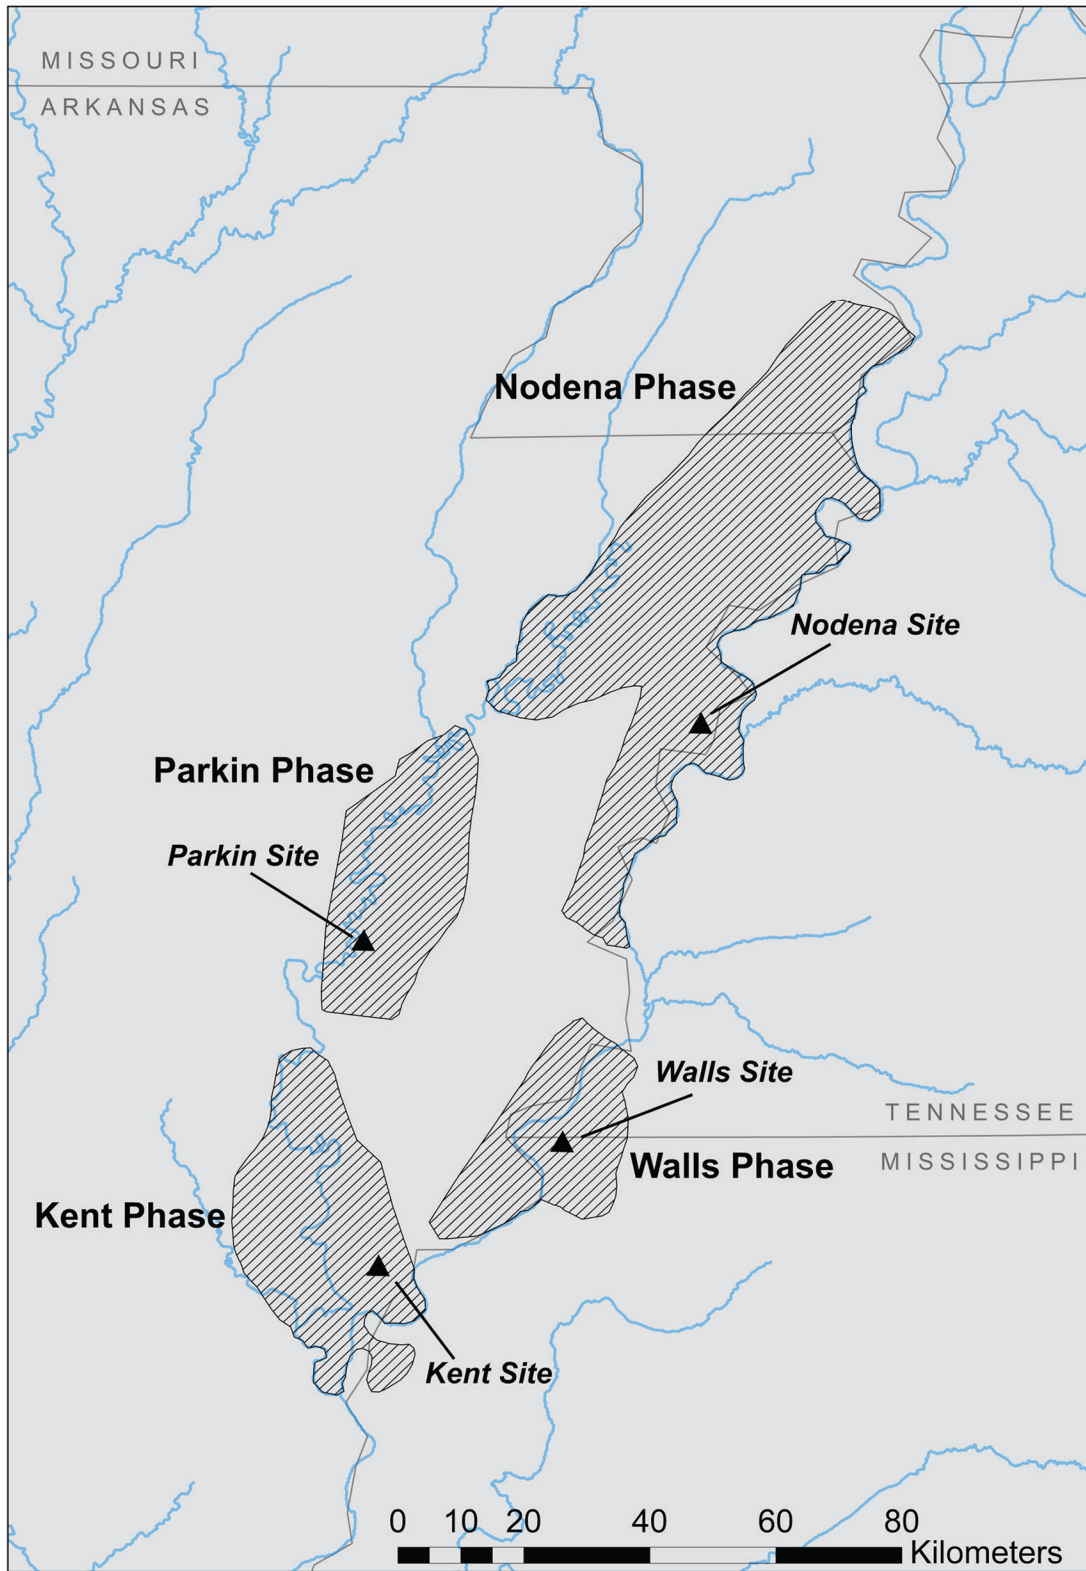 MISSOURI
ARKANSAS
Nodena Phase
Nodena Site
Parkin Phase
Parkin Site
Walls Site
TENNESSEE
Walls Phase
MISSISSIPPI
Kent Phase
Kent Site
0 10 20 40 60 80
Kilometers